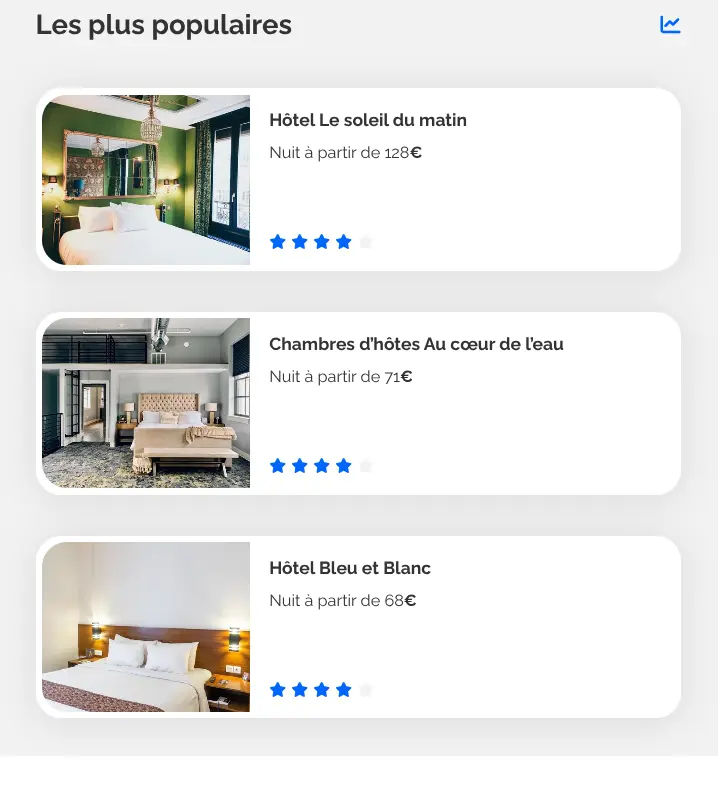 Les plus populaires
Hôtel Le soleil du matin
Nuit à partir de 128€
Chambres d’hôtes Au cœur de l’eau
Nuit à partir de 71€
Hôtel Bleu et Blanc
Nuit à partir de 68€